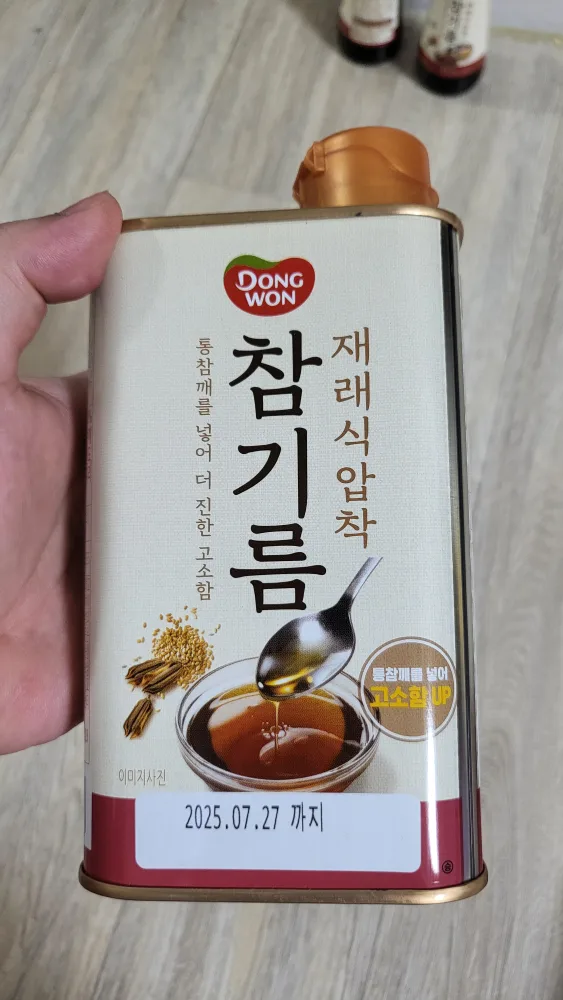 DONG
WON
재래식압착
참기름
통참깨를 넣어 더 진한 고소함
통참깨를 넣어
고소함 UP
이미지사진
2025.07.27 까지